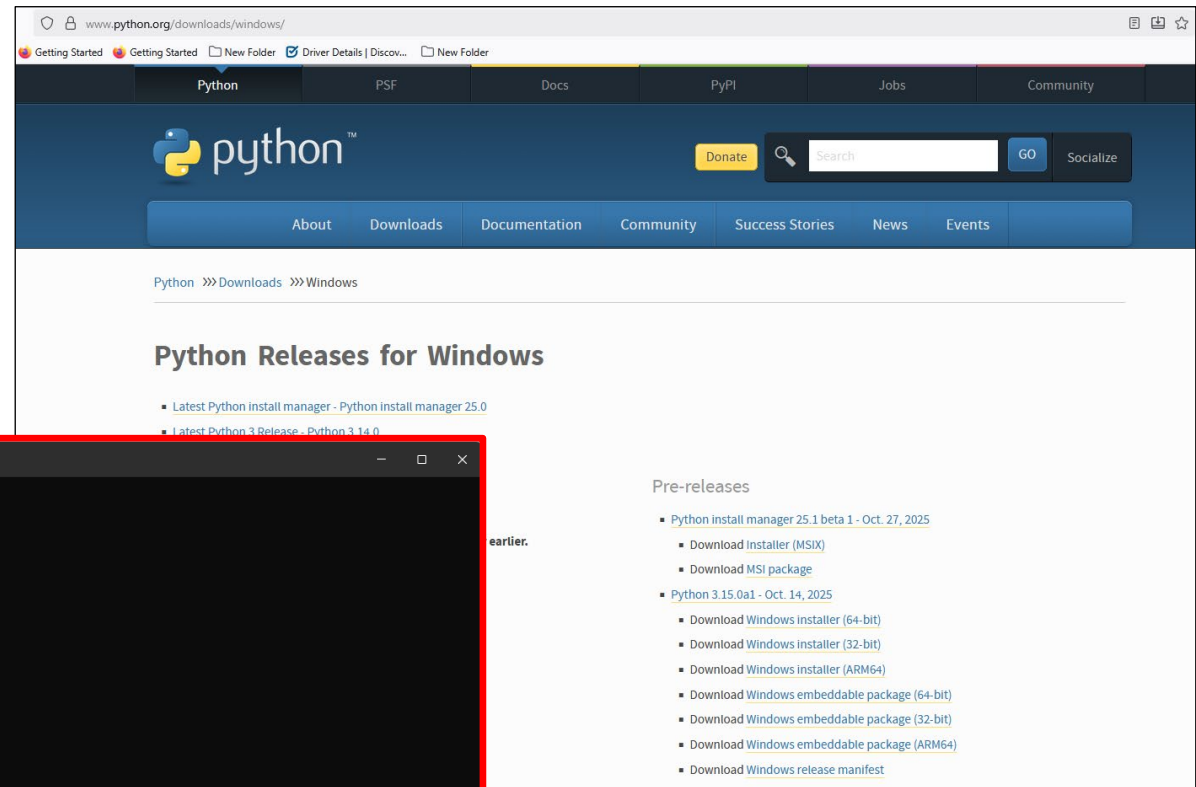 www.python.org/downloads/windows/
Getting Started Getting Started New Folder Driver Details | Discov... New Folder
Python PSF Docs PyPI Jobs Community
python™
Donate Search GO Socialize
About Downloads Documentation Community Success Stories News Events
Python >>> Downloads >>> Windows
Python Releases for Windows
Latest Python install manager - Python install manager 25.0
Latest Python 3 Release - Python 3.14.0
earlier.
Pre-releases
Python install manager 25.1 beta 1 - Oct. 27, 2025
Download Installer (MSIX)
Download MSI package
Python 3.15.0a1 - Oct. 14, 2025
Download Windows installer (64-bit)
Download Windows installer (32-bit)
Download Windows installer (ARM64)
Download Windows embeddable package (64-bit)
Download Windows embeddable package (32-bit)
Download Windows embeddable package (ARM64)
Download Windows release manifest